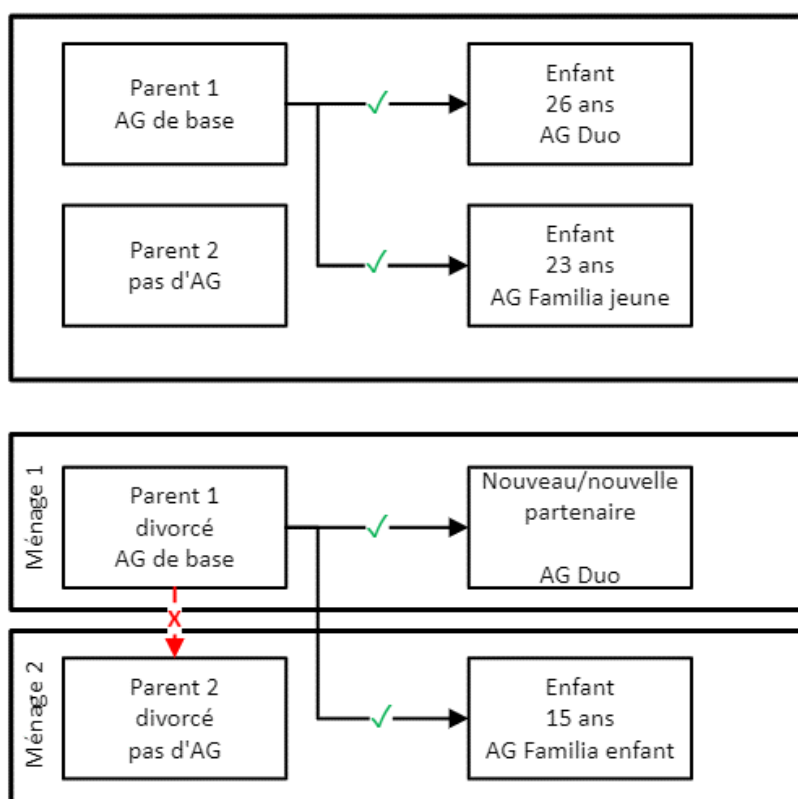 Parent 1
AG de base
Enfant
26 ans
AG Duo
Parent 2
pas d'AG
Enfant
23 ans
AG Familia jeune
Ménage 1
Parent 1
divorcé
AG de base
Nouveau/nouvelle
partenaire
AG Duo
X
Ménage 2
Parent 2
divorcé
pas d'AG
Enfant
15 ans
AG Familia enfant